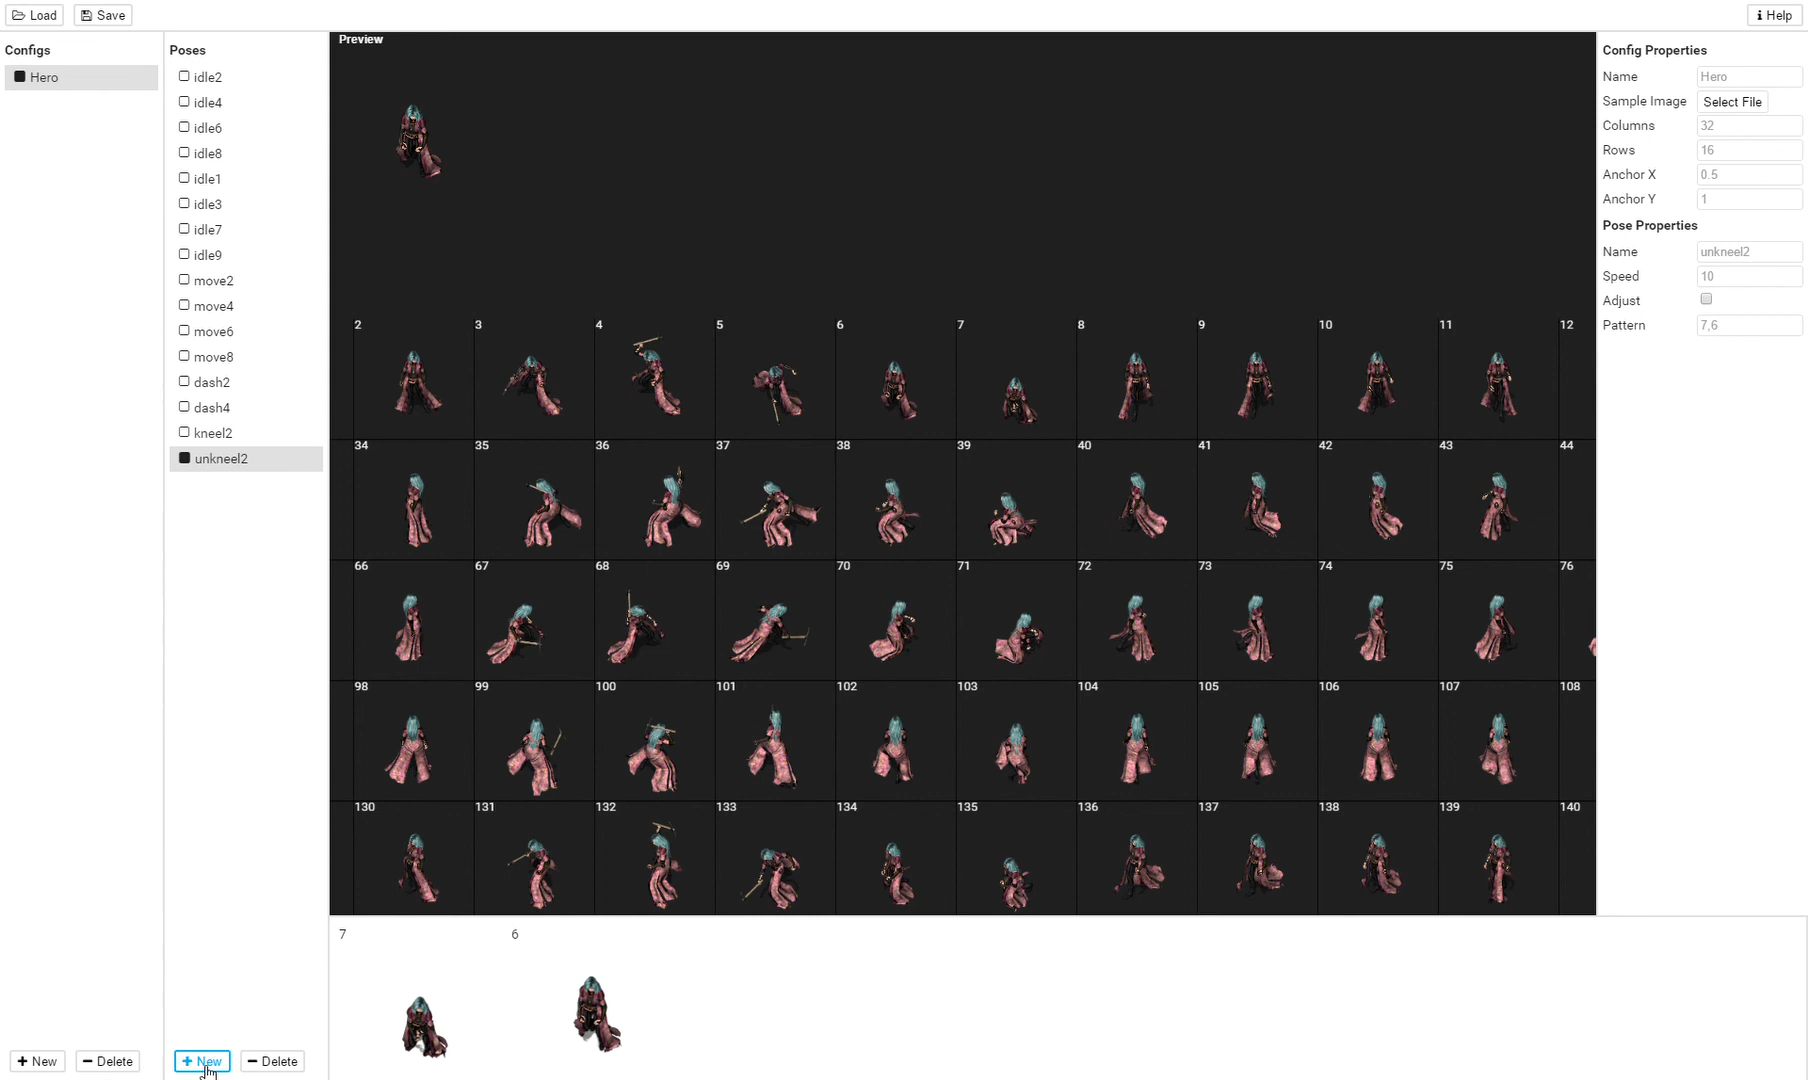 Load Save Help
Configs
Hero
Poses
idle2
idle4
idle6
idle8
idle1
idle3
idle7
idle9
move2
move4
move6
move8
dash2
dash4
kneel2
unkneel2
New Delete New Delete
Preview
2 3 4 5 6 7 8 9 10 11 12
34 35 36 37 38 39 40 41 42 43 44
66 67 68 69 70 71 72 73 74 75 76
98 99 100 101 102 103 104 105 106 107 108
130 131 132 133 134 135 136 137 138 139 140
7 6
Config Properties
Name Hero
Sample Image Select File
Columns 32
Rows 16
Anchor X 0.5
Anchor Y 1
Pose Properties
Name unkneel2
Speed 10
Adjust
Pattern 7,6